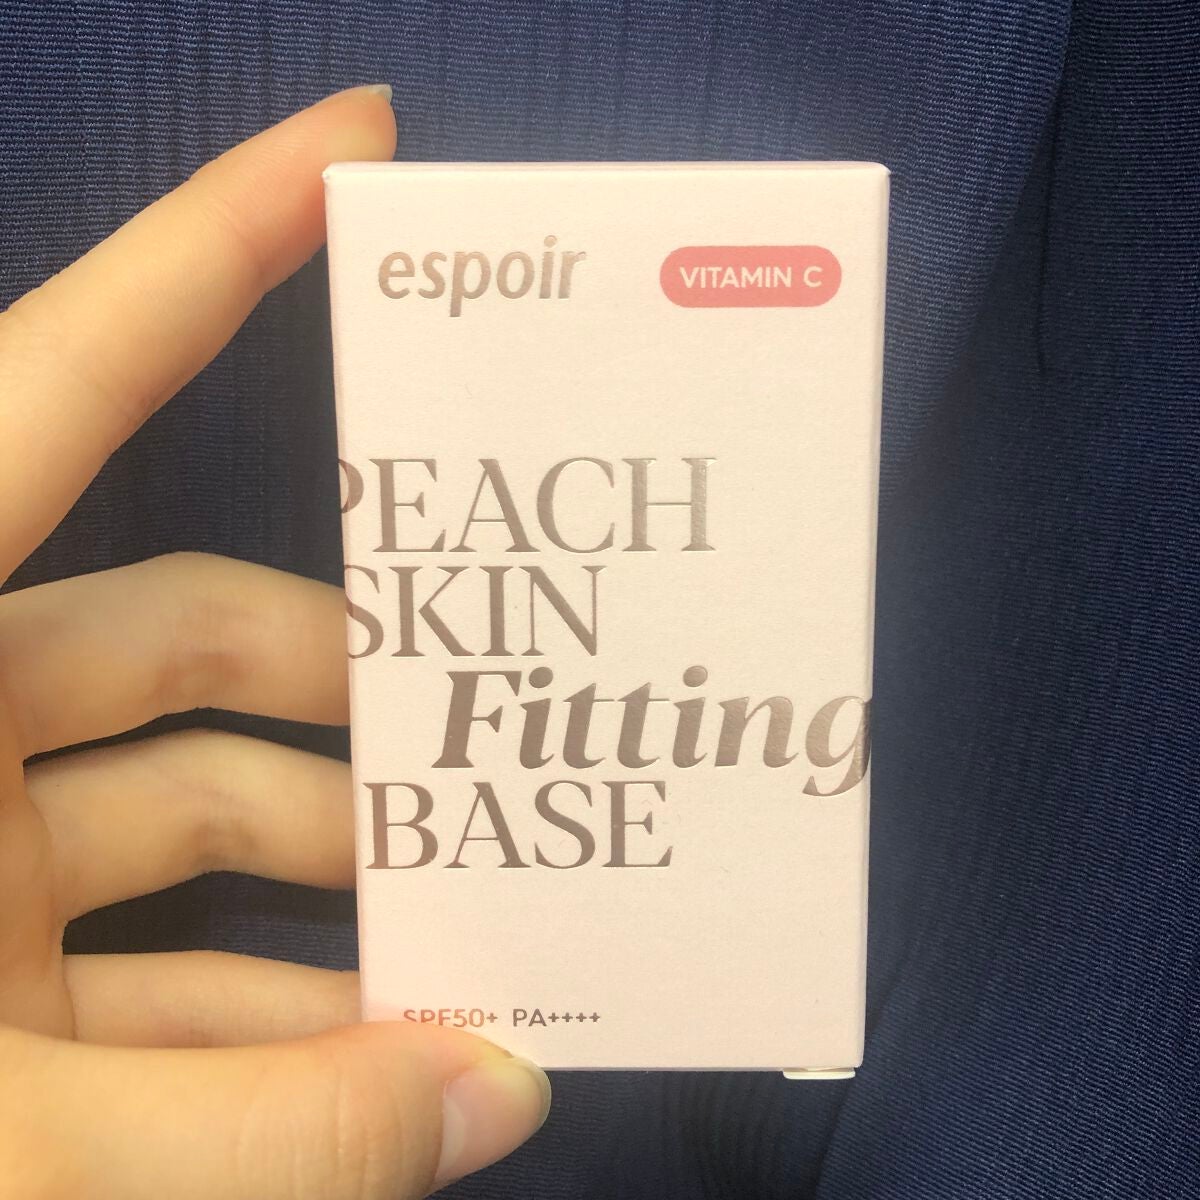 espoir
VITAMIN C
PEACH
SKIN
Fitting
BASE
SPF50+ PA++++